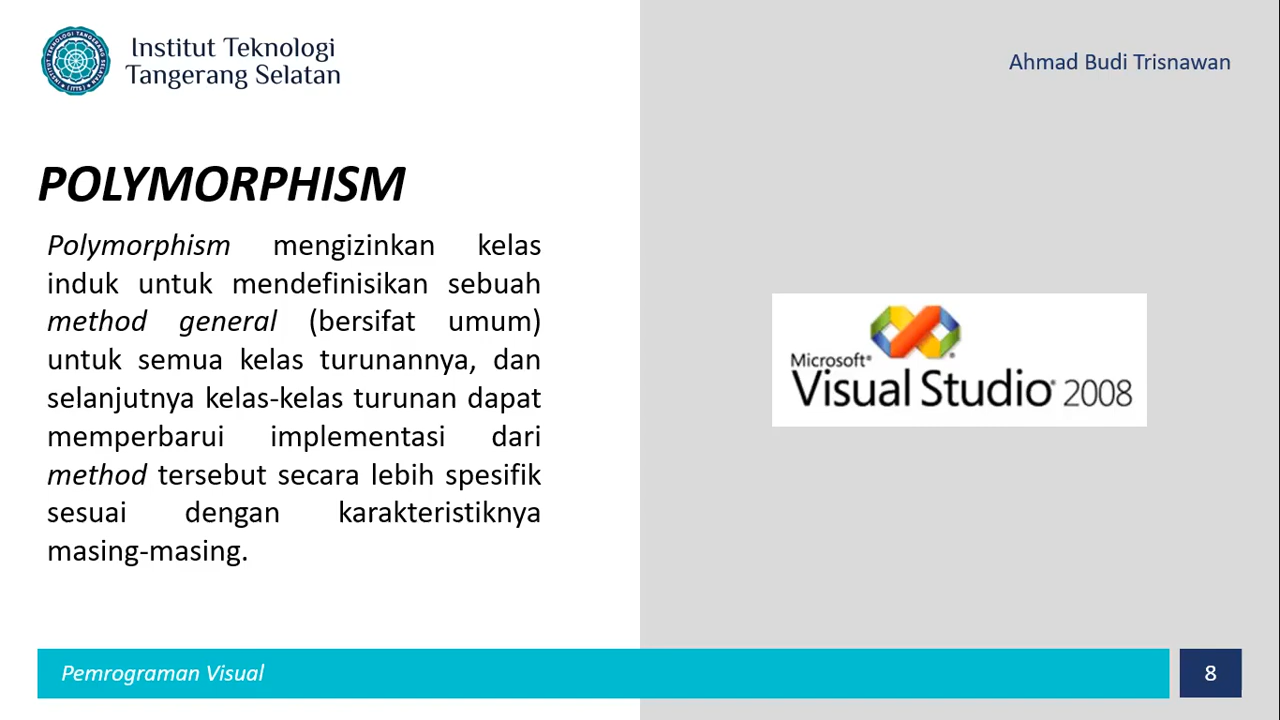 Institut Teknologi
Tangerang Selatan
Ahmad Budi Trisnawan
POLYMORPHISM
Polymorphism mengizinkan kelas
induk untuk mendefinisikan sebuah
method general (bersifat umum)
untuk semua kelas turunannya, dan
selanjutnya kelas-kelas turunan dapat
memperbarui implementasi dari
method tersebut secara lebih spesifik
sesuai dengan karakteristiknya
masing-masing.
Microsoft®
Visual Studio® 2008
Pemrograman Visual
8